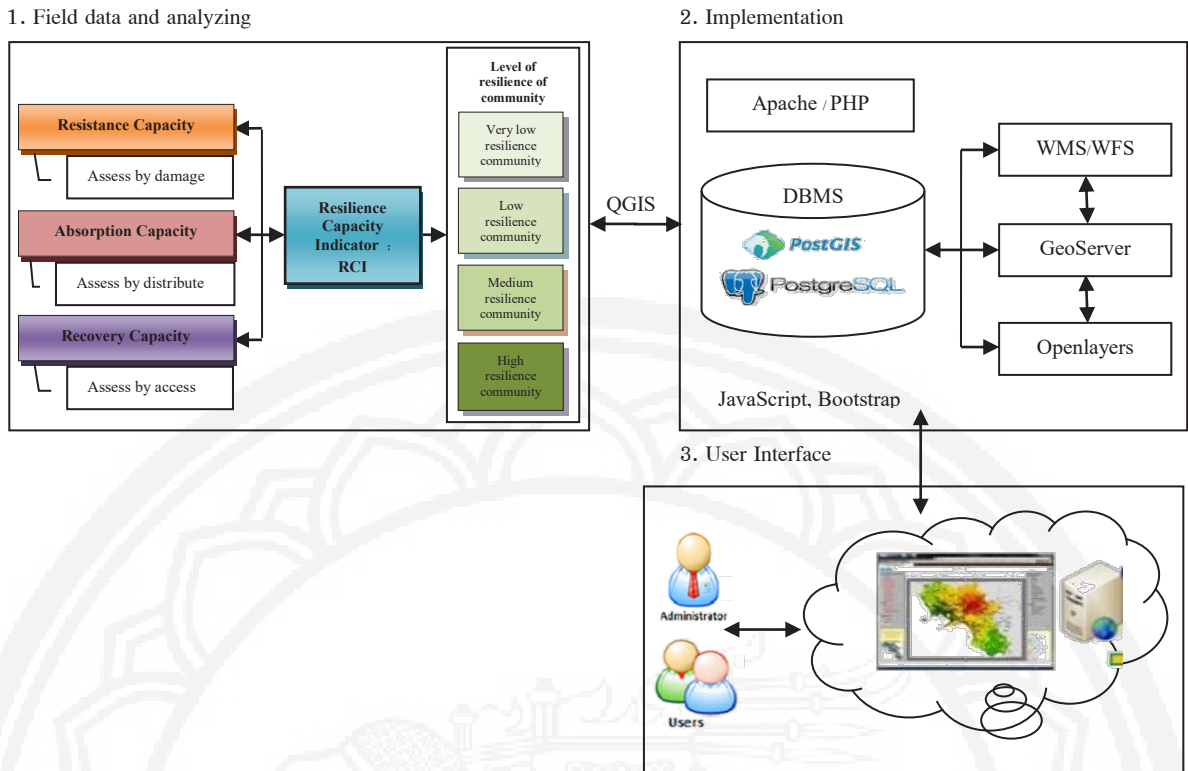 1. Field data and analyzing
Resistance Capacity
Assess by damage
Absorption Capacity
Assess by distribute
Recovery Capacity
Assess by access
Resilience
Capacity
Indicator :
RCI
Level of
resilience of
community
Very low
resilience
community
Low
resilience
community
Medium
resilience
community
High
resilience
community
QGIS
2. Implementation
Apache / PHP
DBMS
PostGIS
PostgreSQL
WMS/WFS
GeoServer
Openlayers
JavaScript, Bootstrap
3. User Interface
Administrator
Users